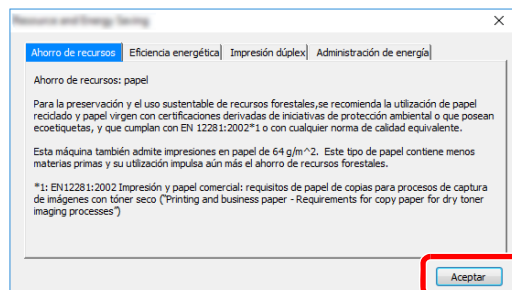 Resource and Energy Saving
Ahorro de recursos
Eficiencia energética
Impresión dúplex
Administración de energía
Ahorro de recursos: papel
Para la preservación y el uso sustentable de recursos forestales,se recomienda la utilización de papel
reciclado y papel virgen con certificaciones derivadas de iniciativas de protección ambiental o que posean
ecoetiquetas, y que cumplan con EN 12281:2002*1 o con cualquier norma de calidad equivalente.
Esta máquina también admite impresiones en papel de 64 g/m^2. Este tipo de papel contiene menos
materias primas y su utilización impulsa aún más el ahorro de recursos forestales.
*1: EN12281:2002 Impresión y papel comercial: requisitos de papel de copias para procesos de captura
de imágenes con tóner seco ("Printing and business paper - Requirements for copy paper for dry toner
imaging processes")
Aceptar